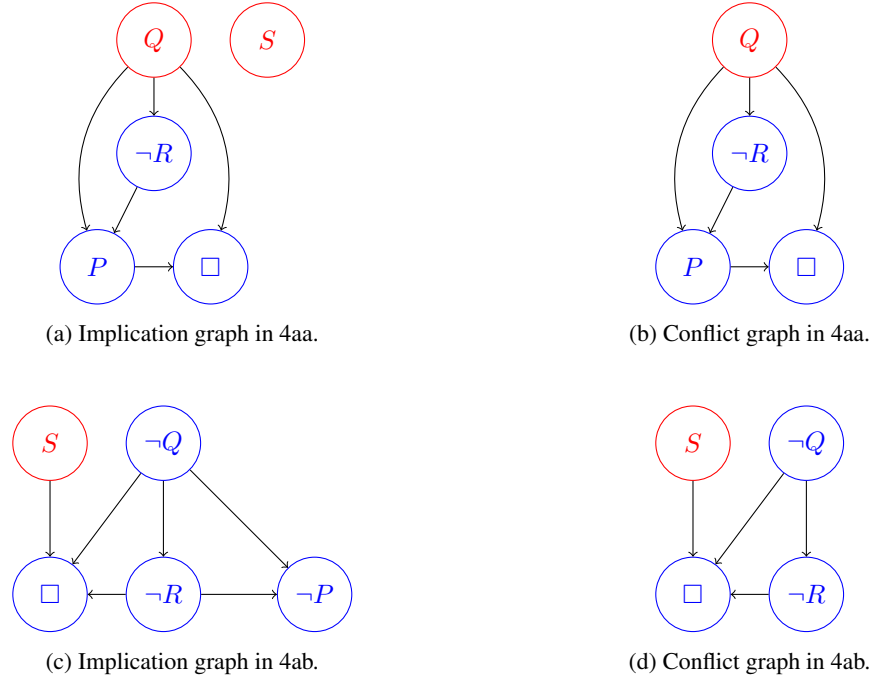 Q S Q
¬R ¬R
P □ P □
(a) Implication graph in 4aa. (b) Conflict graph in 4aa.
S ¬Q S ¬Q
□ ¬R ¬P □ ¬R
(c) Implication graph in 4ab. (d) Conflict graph in 4ab.